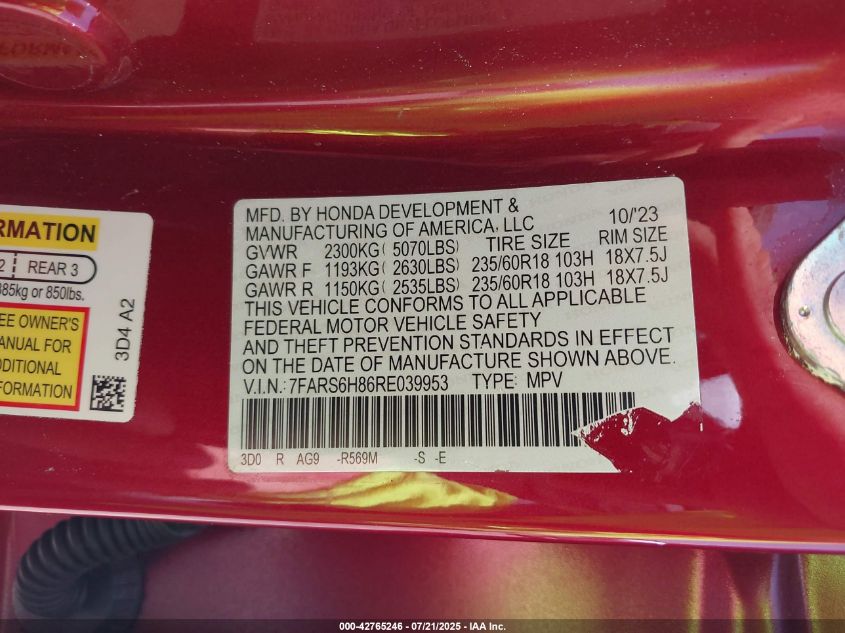 RMATION
2 REAR 3
385kg or 850lbs.
EE OWNER'S
ANUAL FOR
DDITIONAL
FORMATION
3D4 A2
MFD. BY HONDA DEVELOPMENT & 10/'23
MANUFACTURING OF AMERICA, LLC
GVWR 2300KG( 5070LBS) TIRE SIZE RIM SIZE
GAWR F 1193KG( 2630LBS) 235/60R18 103H 18X7.5J
GAWR R 1150KG( 2535LBS) 235/60R18 103H 18X7.5J
THIS VEHICLE CONFORMS TO ALL APPLICABLE
FEDERAL MOTOR VEHICLE SAFETY
AND THEFT PREVENTION STANDARDS IN EFFECT
ON THE DATE OF MANUFACTURE SHOWN ABOVE.
V.I.N.: 7FARS6H86RE039953 TYPE: MPV
3D0 R AG9 -R569M -S -E
000-42765246 - 07/21/2025 - IAA Inc.